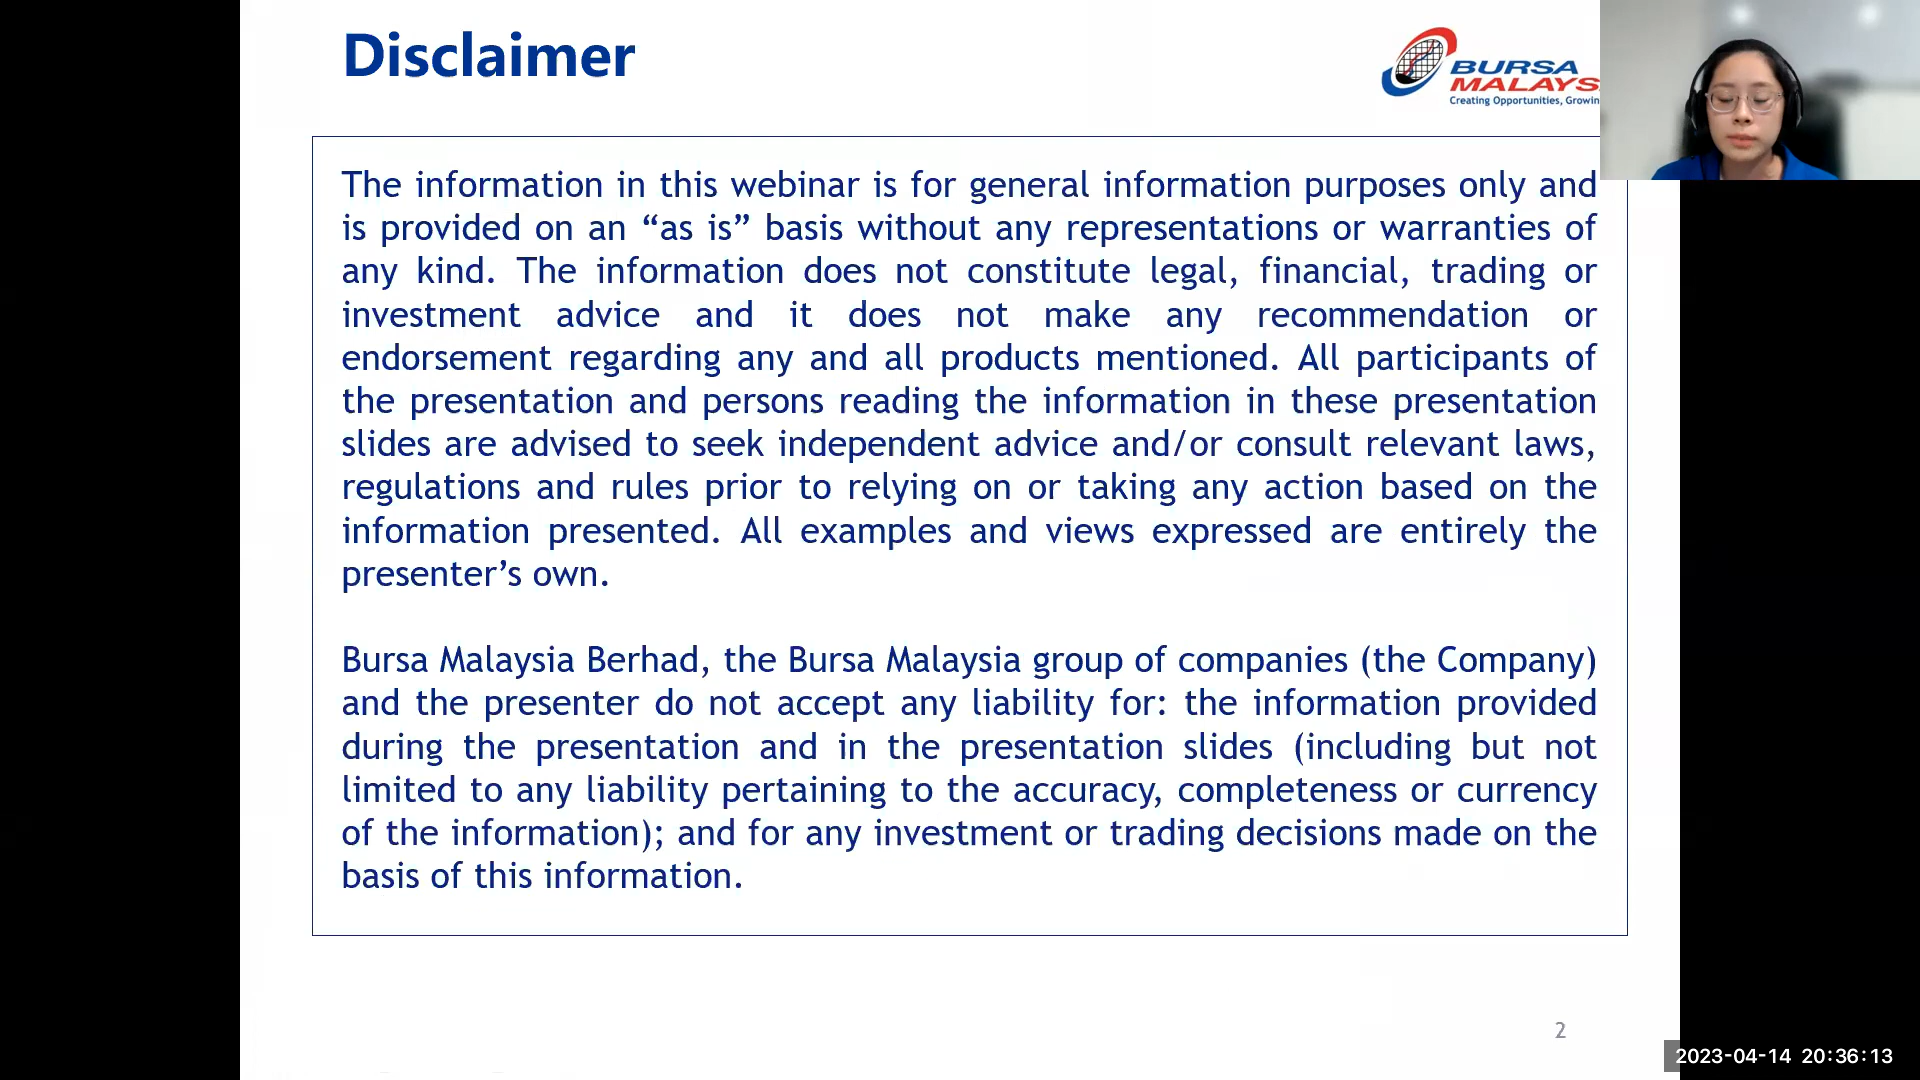 Disclaimer
BURSA
MALAYS
Creating Opportunities, Growin
The information in this webinar is for general information purposes only and
is provided on an “as is” basis without any representations or warranties of
any kind. The information does not constitute legal, financial, trading or
investment advice and it does not make any recommendation or
endorsement regarding any and all products mentioned. All participants of
the presentation and persons reading the information in these presentation
slides are advised to seek independent advice and/or consult relevant laws,
regulations and rules prior to relying on or taking any action based on the
information presented. All examples and views expressed are entirely the
presenter’s own.
Bursa Malaysia Berhad, the Bursa Malaysia group of companies (the Company)
and the presenter do not accept any liability for: the information provided
during the presentation and in the presentation slides (including but not
limited to any liability pertaining to the accuracy, completeness or currency
of the information); and for any investment or trading decisions made on the
basis of this information.
2
2023-04-14 20:36:13